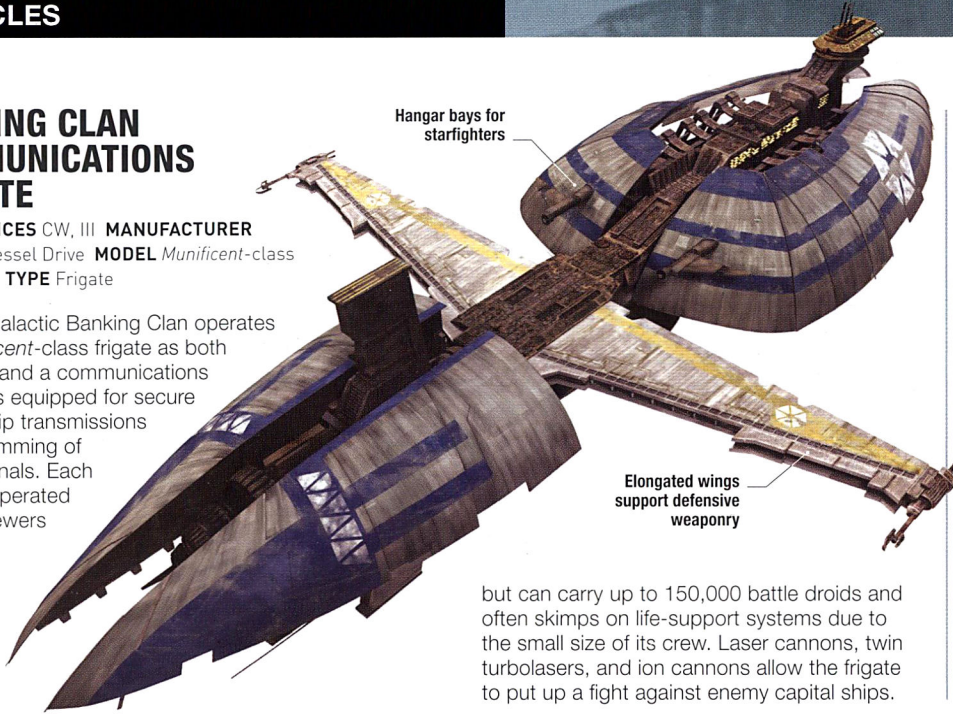 CLES
NG CLAN
UNICATIONS
TE
NCES CW, III MANUFACTURER
essel Drive MODEL Munificent-class
TYPE Frigate
alactic Banking Clan operates
cent-class frigate as both
and a communications
s equipped for secure
ip transmissions
mming of
nals. Each
perated
ewers
Hangar bays for
starfighters
Elongated wings
support defensive
weaponry
but can carry up to 150,000 battle droids and
often skimps on life-support systems due to
the small size of its crew. Laser cannons, twin
turbolasers, and ion cannons allow the frigate
to put up a fight against enemy capital ships.